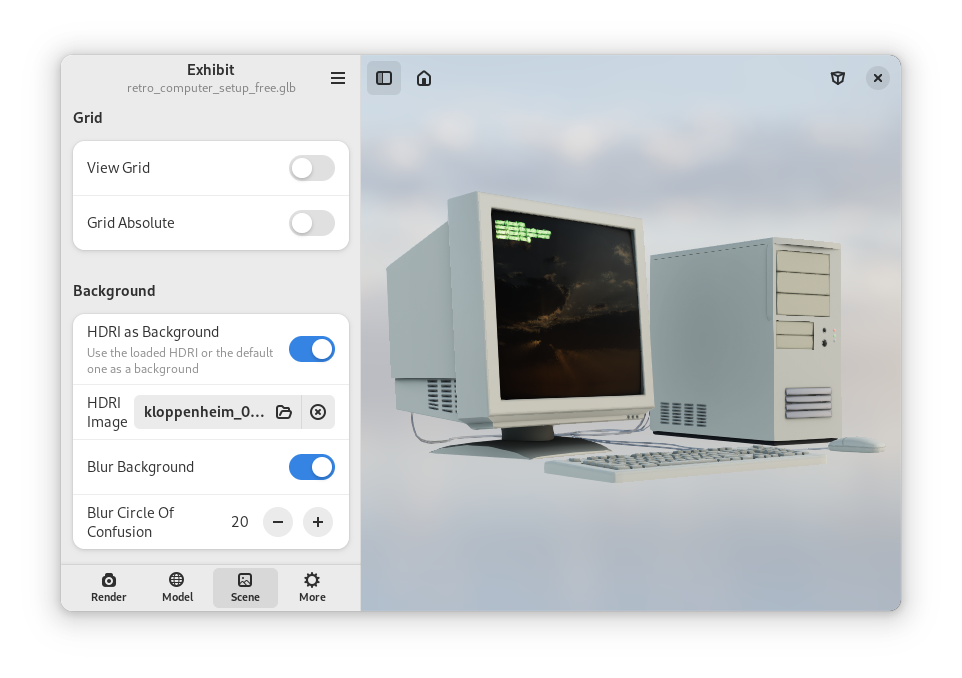 Exhibit
retro_computer_setup_free.glb
Grid
View Grid
Grid Absolute
Background
HDRI as Background
Use the loaded HDRI or the default
one as a background
HDRI
Image
kloppenheim_0...
Blur Background
Blur Circle Of
Confusion
20
Render
Model
Scene
More